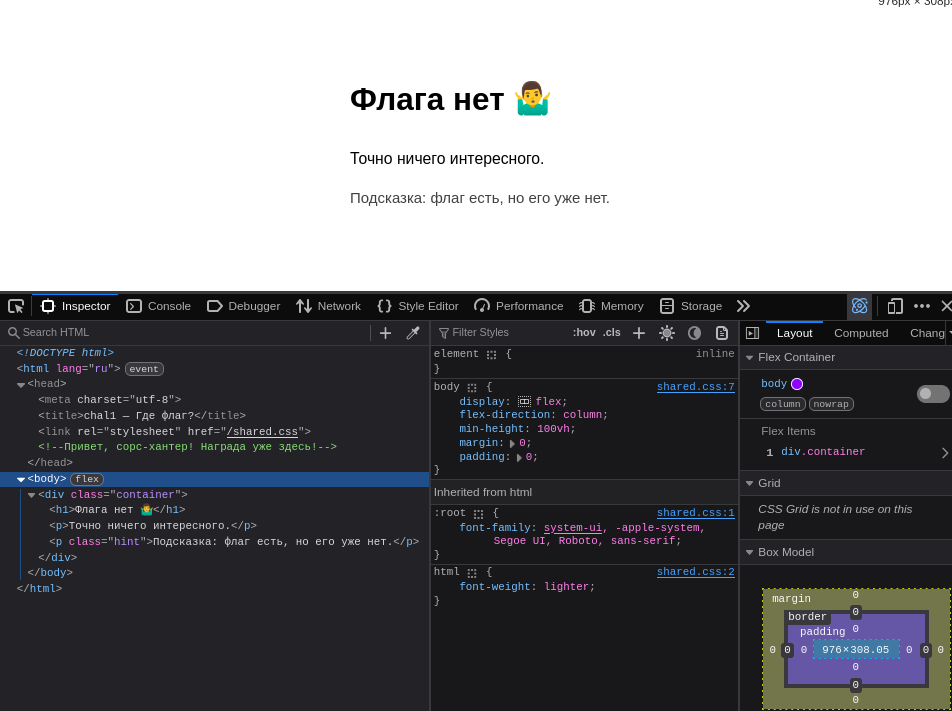 976px × 308px
Флага нет 🤷‍♂️
Точно ничего интересного.
Подсказка: флаг есть, но его уже нет.
Inspector Console Debugger Network Style Editor Performance Memory Storage
Search HTML
<!DOCTYPE html>
<html lang="ru"> event
<head>
<meta charset="utf-8">
<title>chal1 — Где флаг?</title>
<link rel="stylesheet" href="/shared.css">
<!--Привет, сорс-хантер! Награда уже здесь!-->
</head>
<body> flex
<div class="container">
<h1>Флага нет 🤷‍♂️</h1>
<p>Точно ничего интересного.</p>
<p class="hint">Подсказка: флаг есть, но его уже нет.</p>
</div>
</body>
</html>
Filter Styles :hov .cls
element { inline
}
body { shared.css:7
display: flex;
flex-direction: column;
min-height: 100vh;
margin: 0;
padding: 0;
}
Inherited from html
:root { shared.css:1
font-family: system-ui, -apple-system,
Segoe UI, Roboto, sans-serif;
}
html { shared.css:2
font-weight: lighter;
}
Layout Computed Chang
Flex Container
body
column nowrap
Flex Items
1 div.container
Grid
CSS Grid is not in use on this
page
Box Model
margin 0
border 0
padding 0
0 0 0 976×308.05 0 0 0
0
0
0